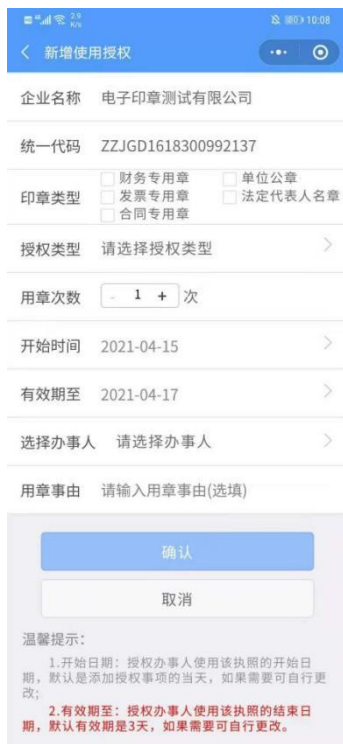 2.9 K/s 80 10:08
新增使用授权
企业名称 电子印章测试有限公司
统一代码 ZZJGD1618300992137
印章类型
财务专用章 单位公章
发票专用章 法定代表人名章
合同专用章
授权类型 请选择授权类型
用章次数 - 1 + 次
开始时间 2021-04-15
有效期至 2021-04-17
选择办事人 请选择办事人
用章事由 请输入用章事由(选填)
确认
取消
温馨提示：
1.开始日期：授权办事人使用该执照的开始日
期，默认是添加授权事项的当天，如果需要可自行更
改;
2.有效期至：授权办事人使用该执照的结束日
期，默认有效期是3天，如果需要可自行更改。